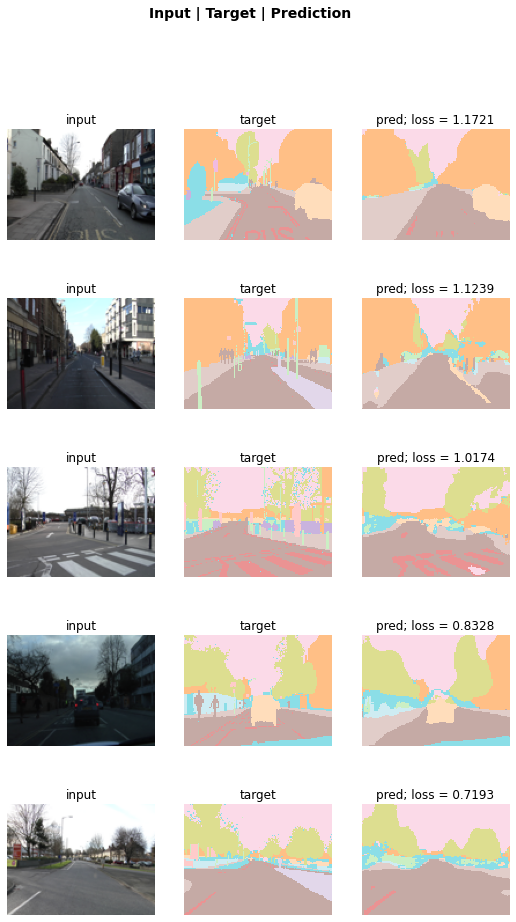 Input | Target | Prediction
input target pred; loss = 1.1721
input target pred; loss = 1.1239
input target pred; loss = 1.0174
input target pred; loss = 0.8328
input target pred; loss = 0.7193